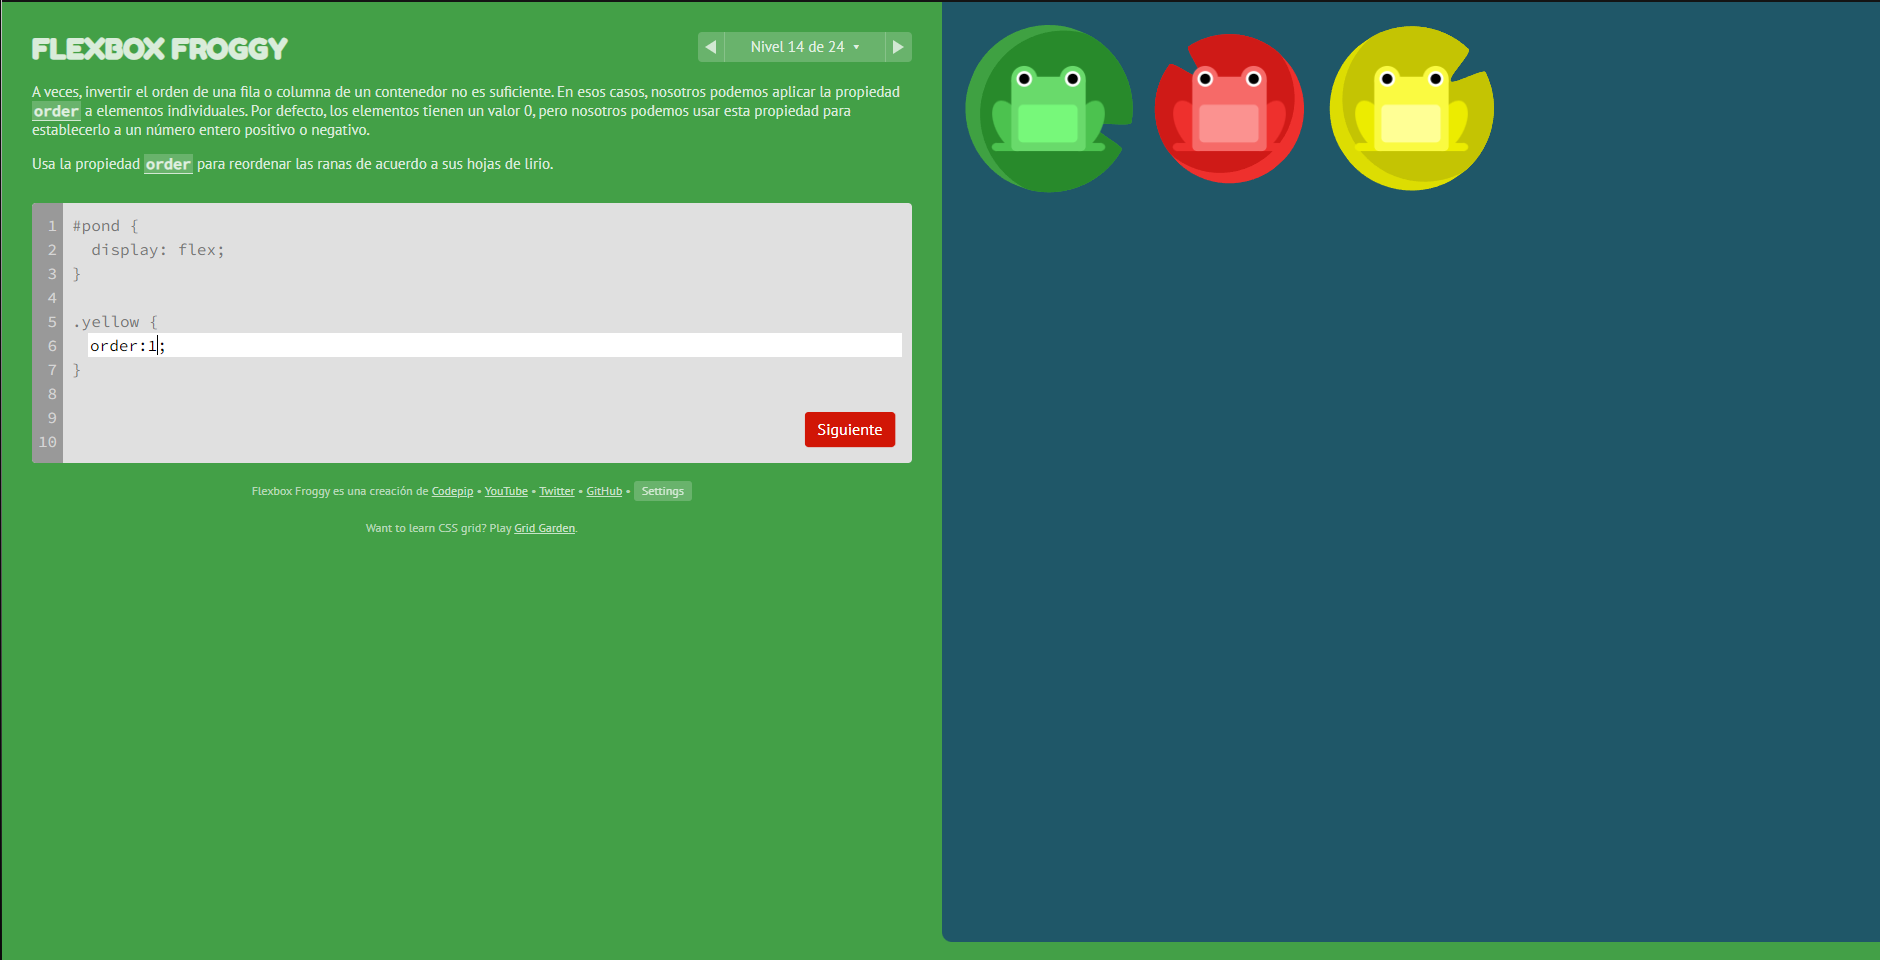 FLEXBOX FROGGY
◀ Nivel 14 de 24 ▾ ▶
A veces, invertir el orden de una fila o columna de un contenedor no es suficiente. En esos casos, nosotros podemos aplicar la propiedad
order a elementos individuales. Por defecto, los elementos tienen un valor 0, pero nosotros podemos usar esta propiedad para
establecerlo a un número entero positivo o negativo.
Usa la propiedad order para reordenar las ranas de acuerdo a sus hojas de lirio.
1 #pond {
2   display: flex;
3 }
4
5 .yellow {
6   order:1;
7 }
8
9
10
Siguiente
Flexbox Froggy es una creación de Codepip • YouTube • Twitter • GitHub • Settings
Want to learn CSS grid? Play Grid Garden.